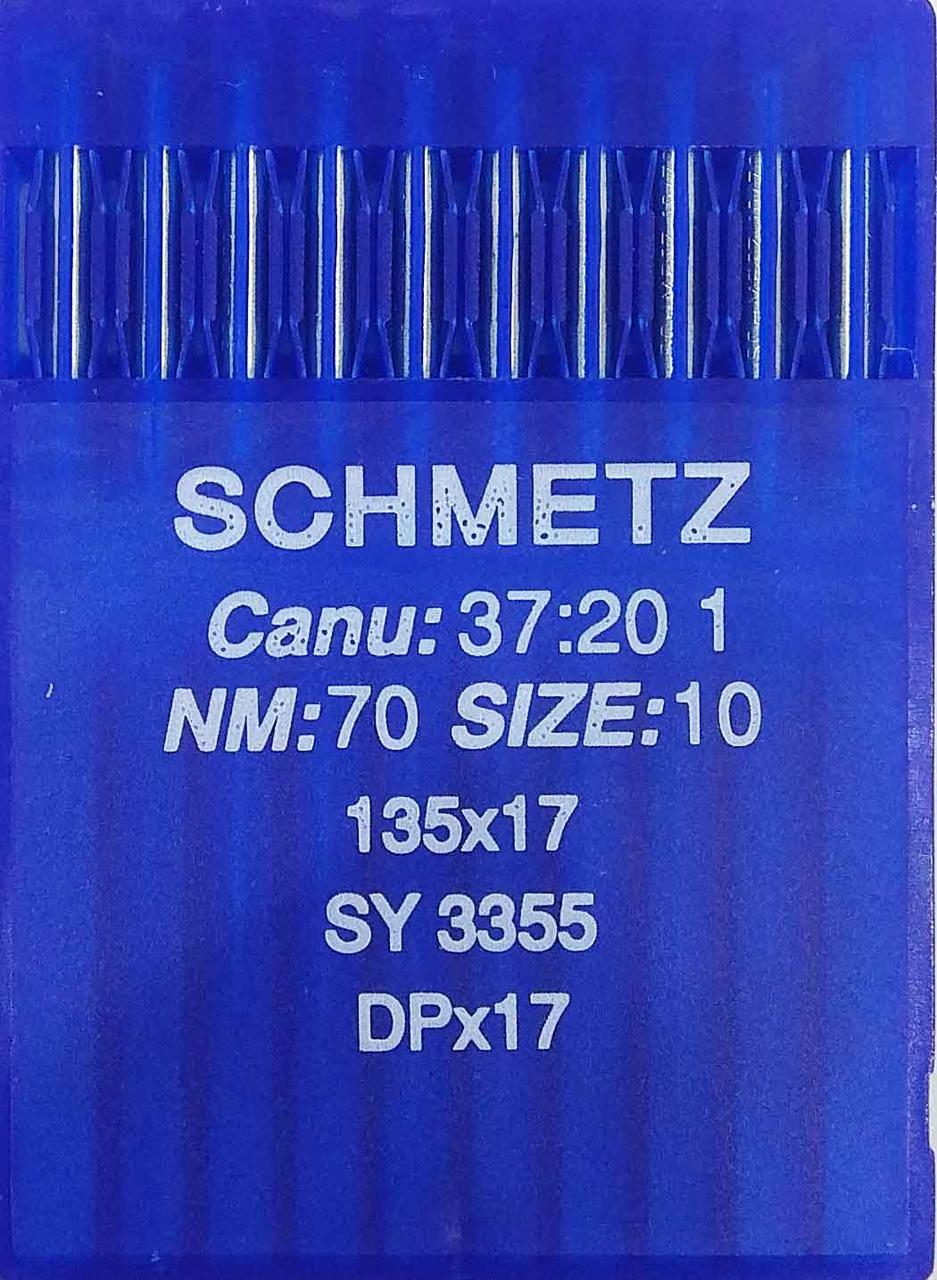 SCHMETZ
Canu: 37:20 1
NM:70 SIZE:10
135x17
SY 3355
DPx17